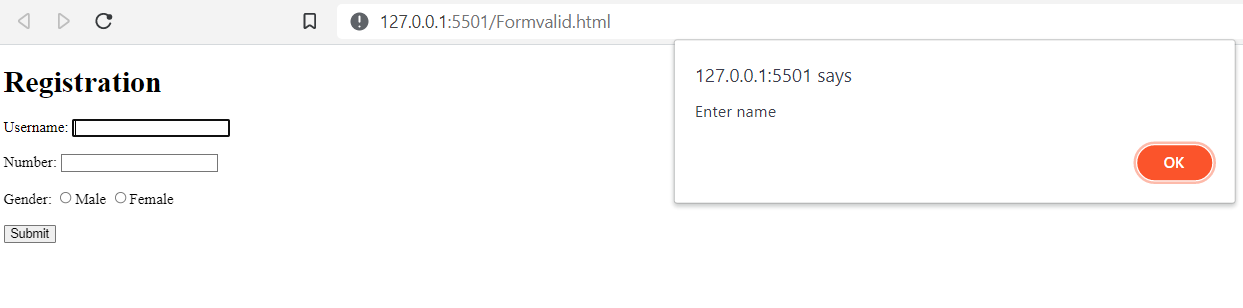 127.0.0.1:5501/Formvalid.html
127.0.0.1:5501 says
Enter name
OK
Registration
Username:
Number:
Gender: Male Female
Submit